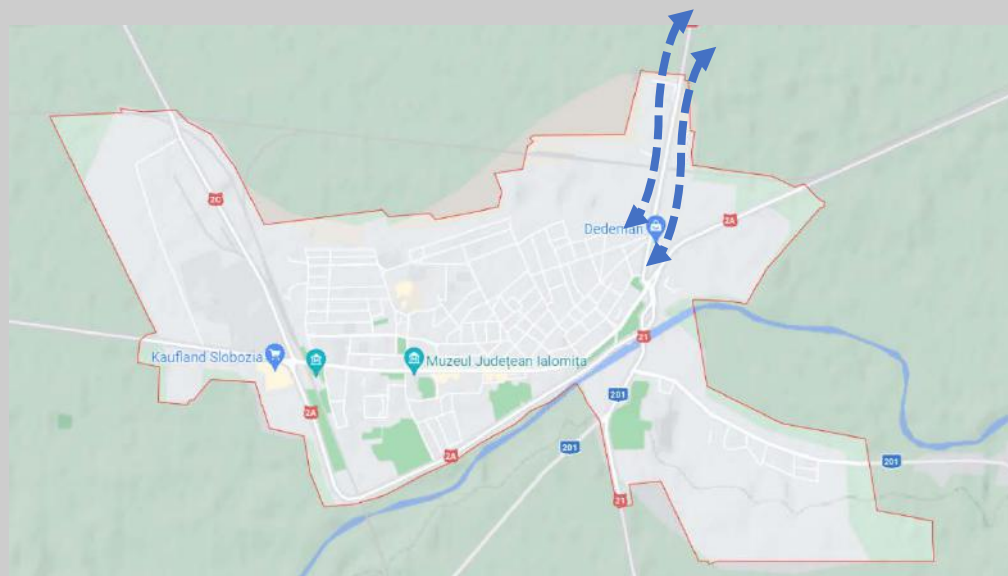 2C
2A
Dedeman
21
Kaufland Slobozia
Muzeul Județean Ialomița
201
2A
2A
201
201
21